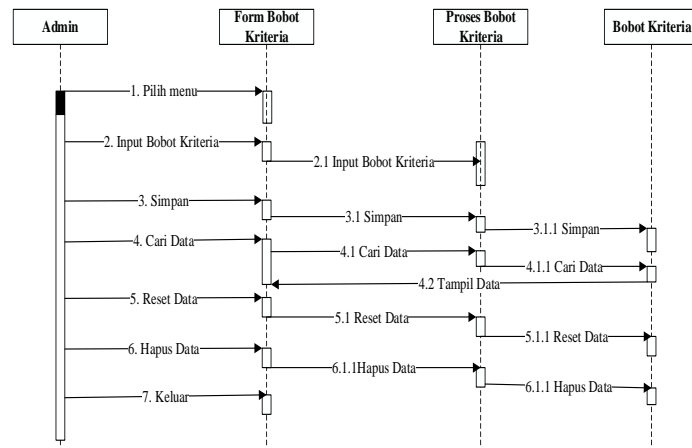 Admin
Form Bobot
Kriteria
Proses Bobot
Kriteria
Bobot Kriteria
1. Pilih menu
2. Input Bobot Kriteria
2.1 Input Bobot Kriteria
3. Simpan
3.1 Simpan
3.1.1 Simpan
4. Cari Data
4.1 Cari Data
4.1.1 Cari Data
4.2 Tampil Data
5. Reset Data
5.1 Reset Data
5.1.1 Reset Data
6. Hapus Data
6.1.1Hapus Data
6.1.1 Hapus Data
7. Keluar